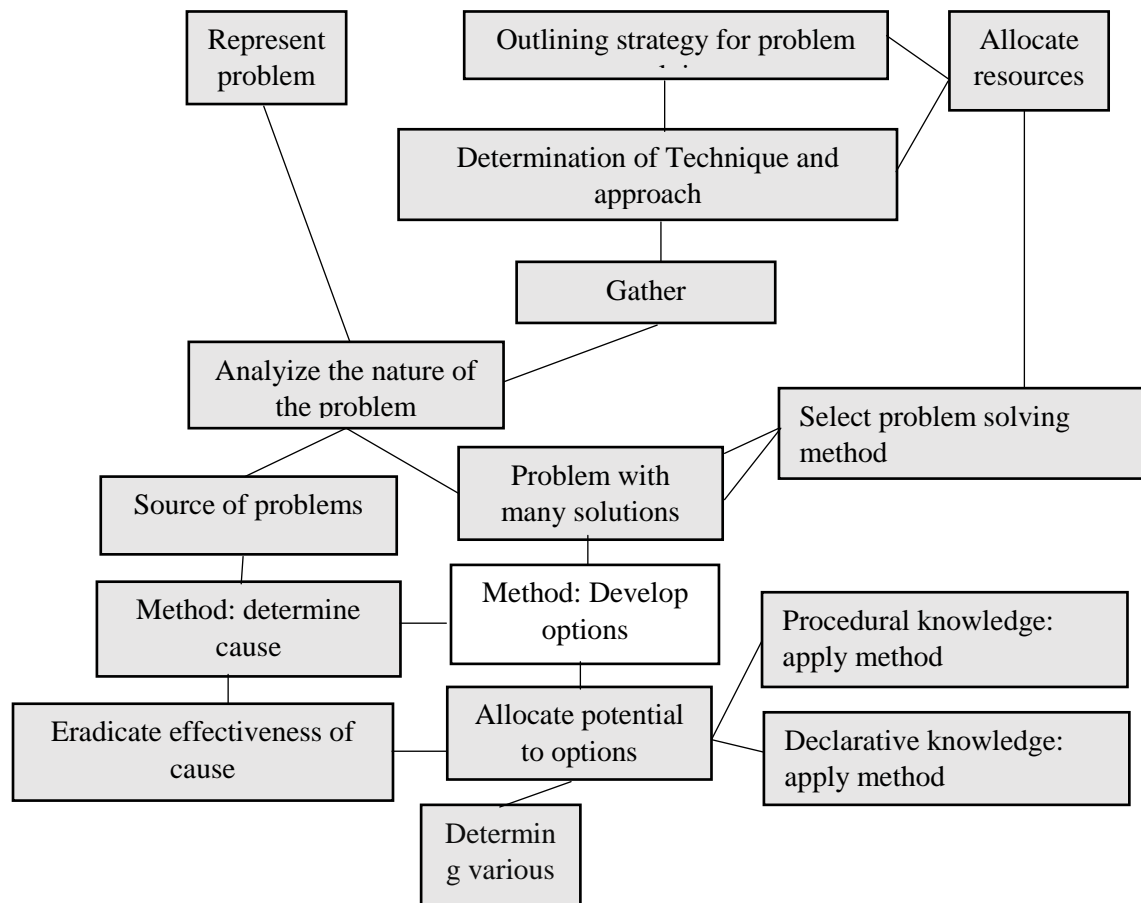 Represent
problem
Outlining strategy for problem
Allocate
resources
Determination of Technique and
approach
Gather
Analyize the nature of
the problem
Select problem solving
method
Problem with
many solutions
Source of problems
Method: Develop
options
Method: determine
cause
Procedural knowledge:
apply method
Allocate potential
to options
Eradicate effectiveness of
cause
Declarative knowledge:
apply method
Determin
g various